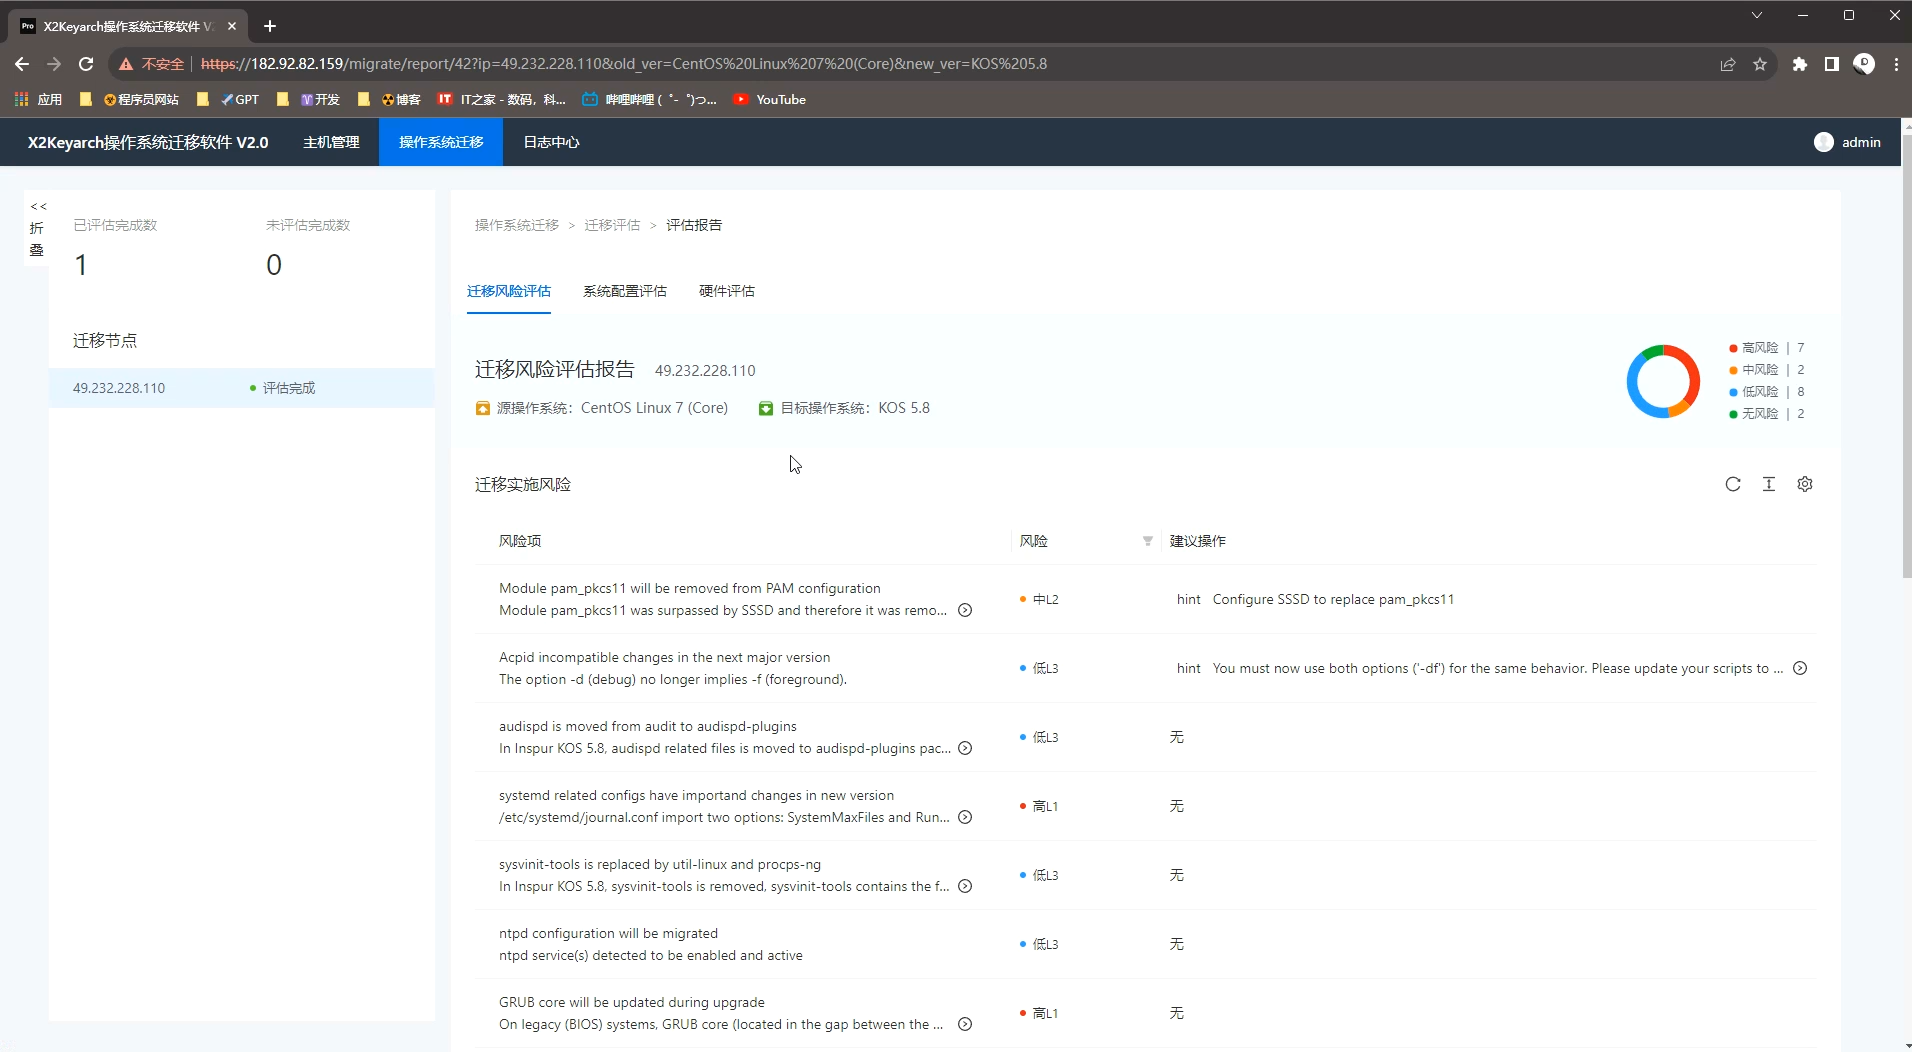 Pro X2Keyarch操作系统迁移软件 V2
不安全 https://182.92.82.159/migrate/report/42?ip=49.232.228.110&old_ver=CentOS%20Linux%207%20(Core)&new_ver=KOS%205.8
应用 程序员网站 GPT 开发 博客 IT IT之家 - 数码，科... 哔哩哔哩 ( ゜- ゜)つ... YouTube
X2Keyarch操作系统迁移软件 V2.0 主机管理 操作系统迁移 日志中心 admin
<<
折
叠
已评估完成数 未评估完成数
1 0
迁移节点
49.232.228.110 评估完成
操作系统迁移 > 迁移评估 > 评估报告
迁移风险评估 系统配置评估 硬件评估
迁移风险评估报告 49.232.228.110
源操作系统: CentOS Linux 7 (Core) 目标操作系统: KOS 5.8
高风险 | 7
中风险 | 2
低风险 | 8
无风险 | 2
迁移实施风险
风险项 风险 建议操作
Module pam_pkcs11 will be removed from PAM configuration
Module pam_pkcs11 was surpassed by SSSD and therefore it was remo...
中L2 hint Configure SSSD to replace pam_pkcs11
Acpid incompatible changes in the next major version
The option -d (debug) no longer implies -f (foreground).
低L3 hint You must now use both options ('-df') for the same behavior. Please update your scripts to ...
audispd is moved from audit to audispd-plugins
In Inspur KOS 5.8, audispd related files is moved to audispd-plugins pac...
低L3 无
systemd related configs have importand changes in new version
/etc/systemd/journal.conf import two options: SystemMaxFiles and Run...
高L1 无
sysvinit-tools is replaced by util-linux and procps-ng
In Inspur KOS 5.8, sysvinit-tools is removed, sysvinit-tools contains the f...
低L3 无
ntpd configuration will be migrated
ntpd service(s) detected to be enabled and active
低L3 无
GRUB core will be updated during upgrade
On legacy (BIOS) systems, GRUB core (located in the gap between the ...
高L1 无